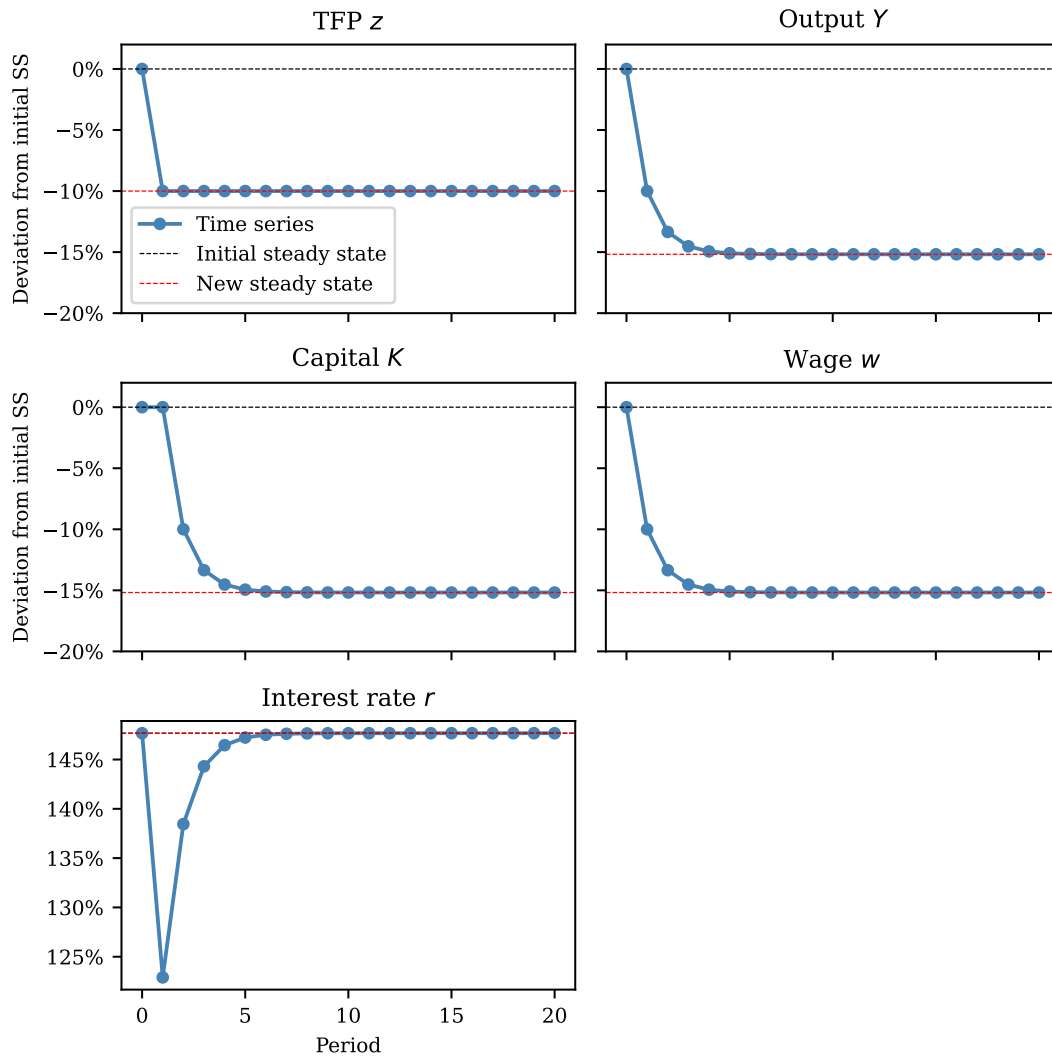 TFP z
Output Y
Deviation from initial SS
0%
−5%
−10%
−15%
−20%
Time series
Initial steady state
New steady state
Capital K
Wage w
Deviation from initial SS
0%
−5%
−10%
−15%
−20%
Interest rate r
145%
140%
135%
130%
125%
0 5 10 15 20
Period